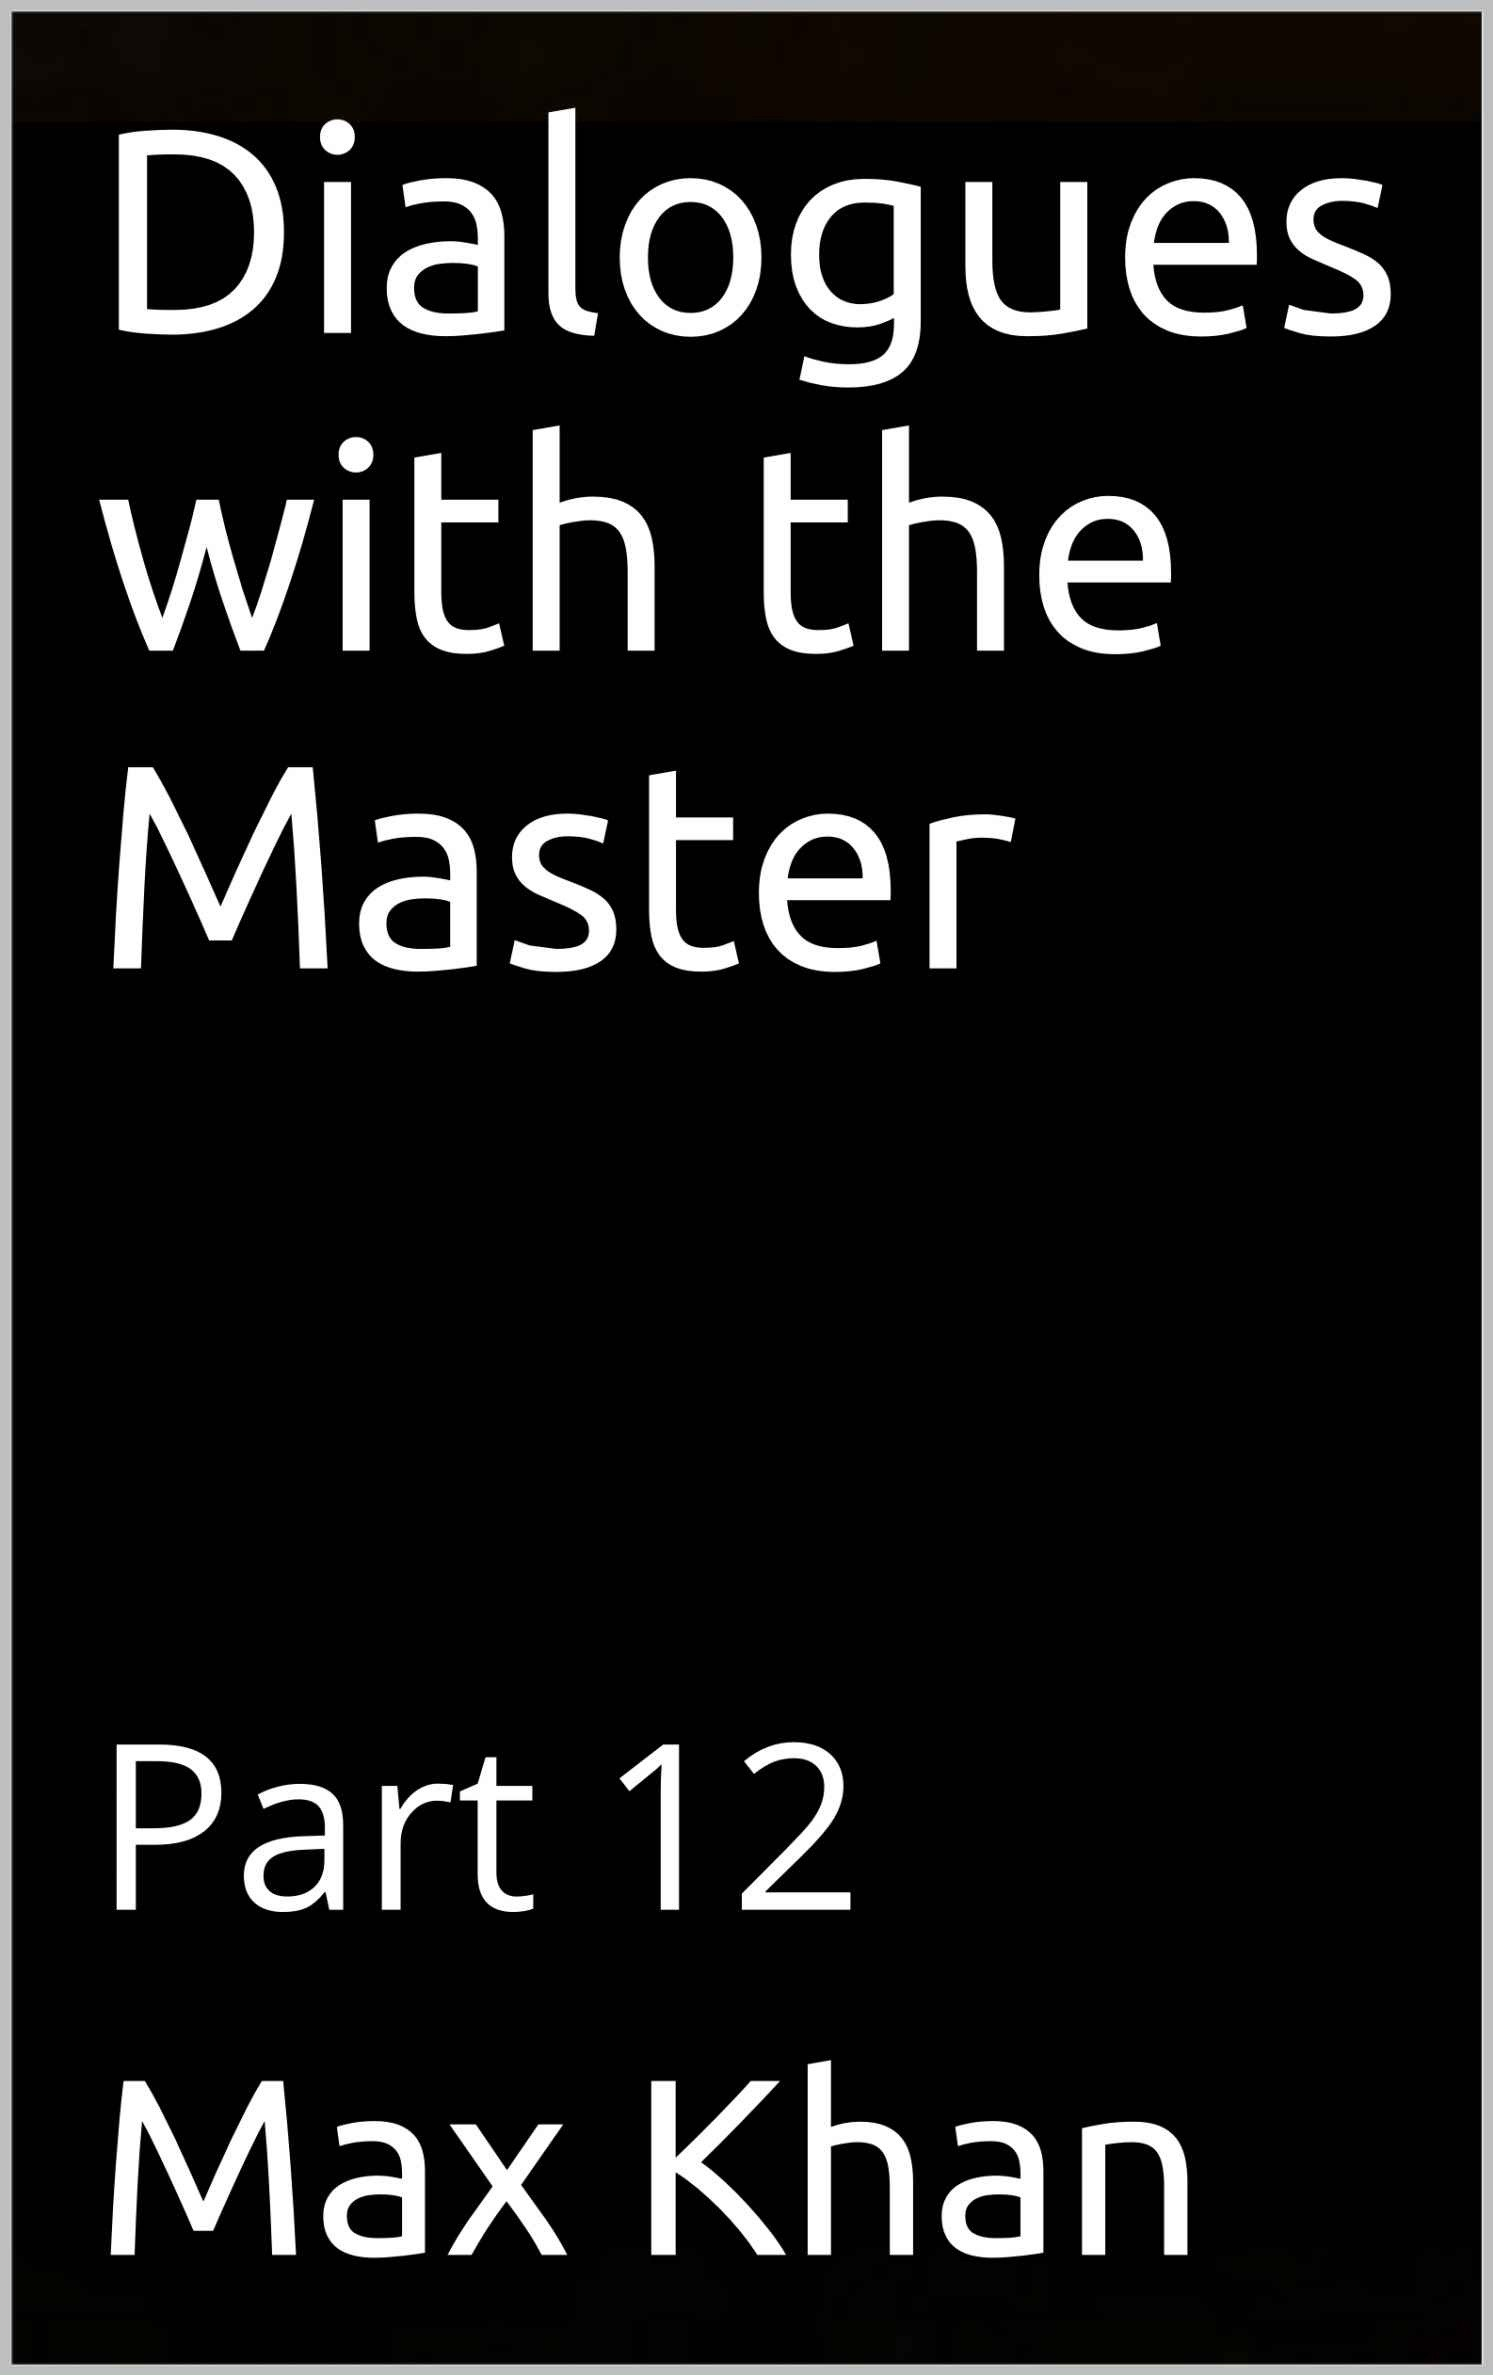 Dialogues
with the
Master
Part 12
Max Khan